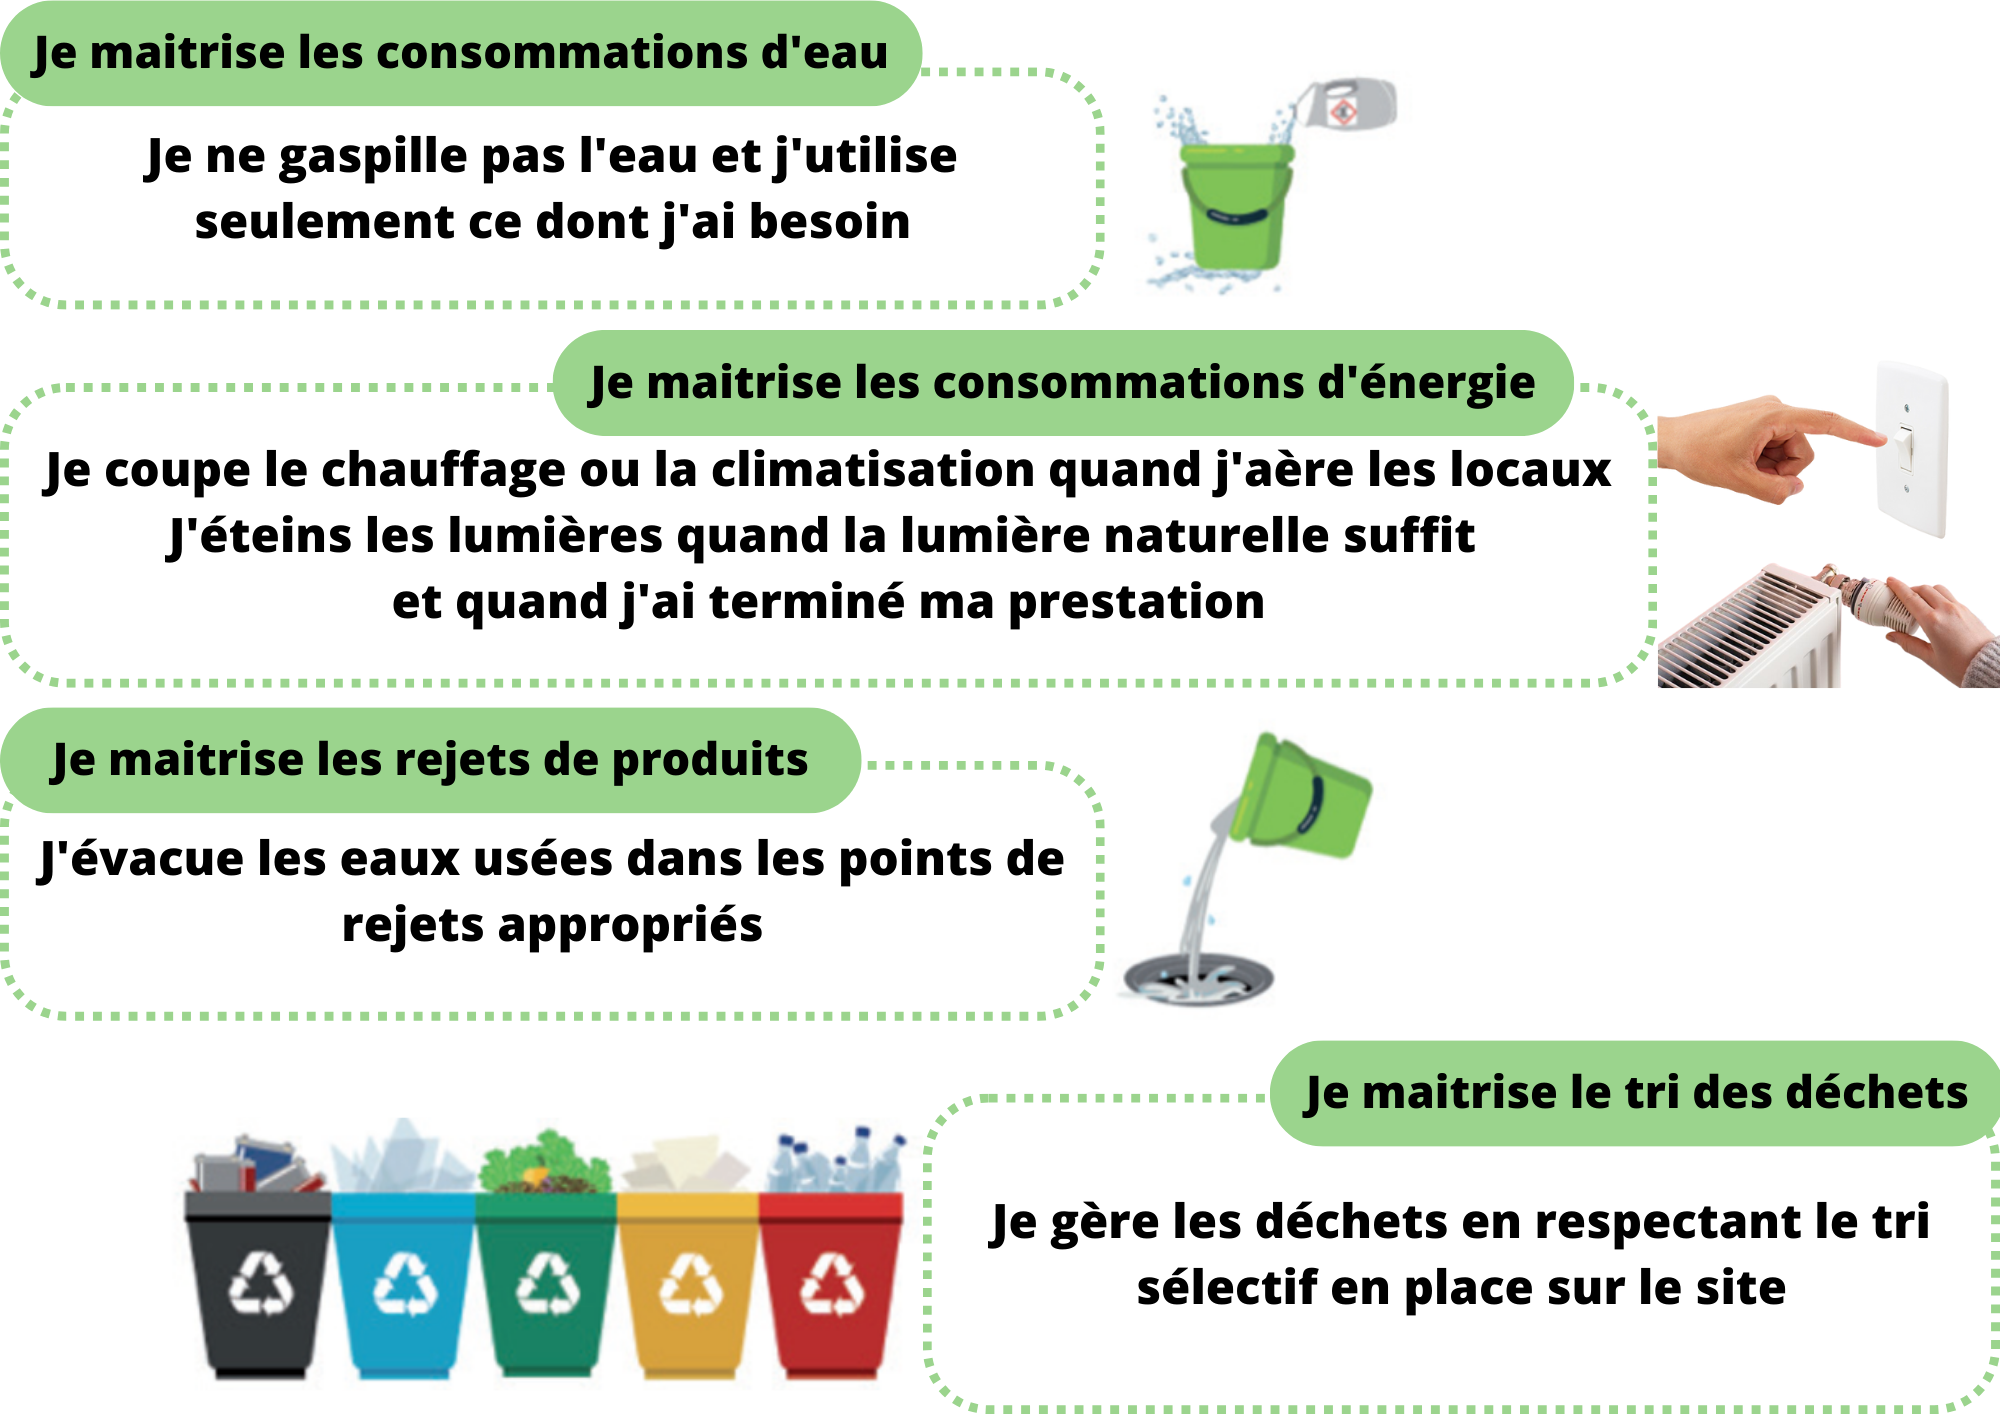 Je maitrise les consommations d'eau
Je ne gaspille pas l'eau et j'utilise
seulement ce dont j'ai besoin
Je maitrise les consommations d'énergie
Je coupe le chauffage ou la climatisation quand j'aère les locaux
J'éteins les lumières quand la lumière naturelle suffit
et quand j'ai terminé ma prestation
Je maitrise les rejets de produits
J'évacue les eaux usées dans les points de
rejets appropriés
Je maitrise le tri des déchets
Je gère les déchets en respectant le tri
sélectif en place sur le site